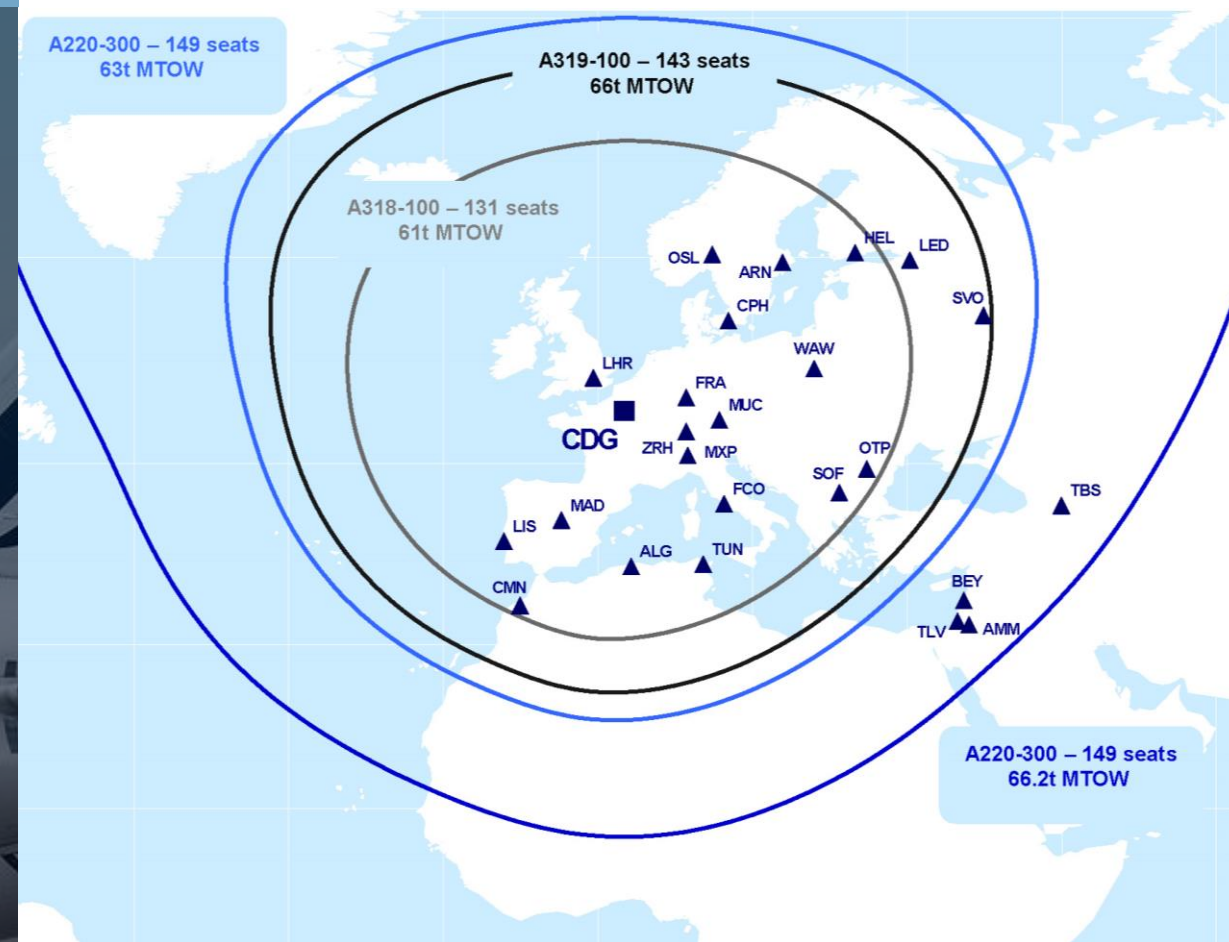 A220-300 – 149 seats
63t MTOW
A319-100 – 143 seats
66t MTOW
A318-100 – 131 seats
61t MTOW
OSL
ARN
HEL
LED
CPH
SVO
WAW
LHR
FRA
MUC
CDG
ZRH
MXP
OTP
SOF
FCO
TBS
MAD
LIS
ALG
TUN
CMN
BEY
TLV
AMM
A220-300 – 149 seats
66.2t MTOW